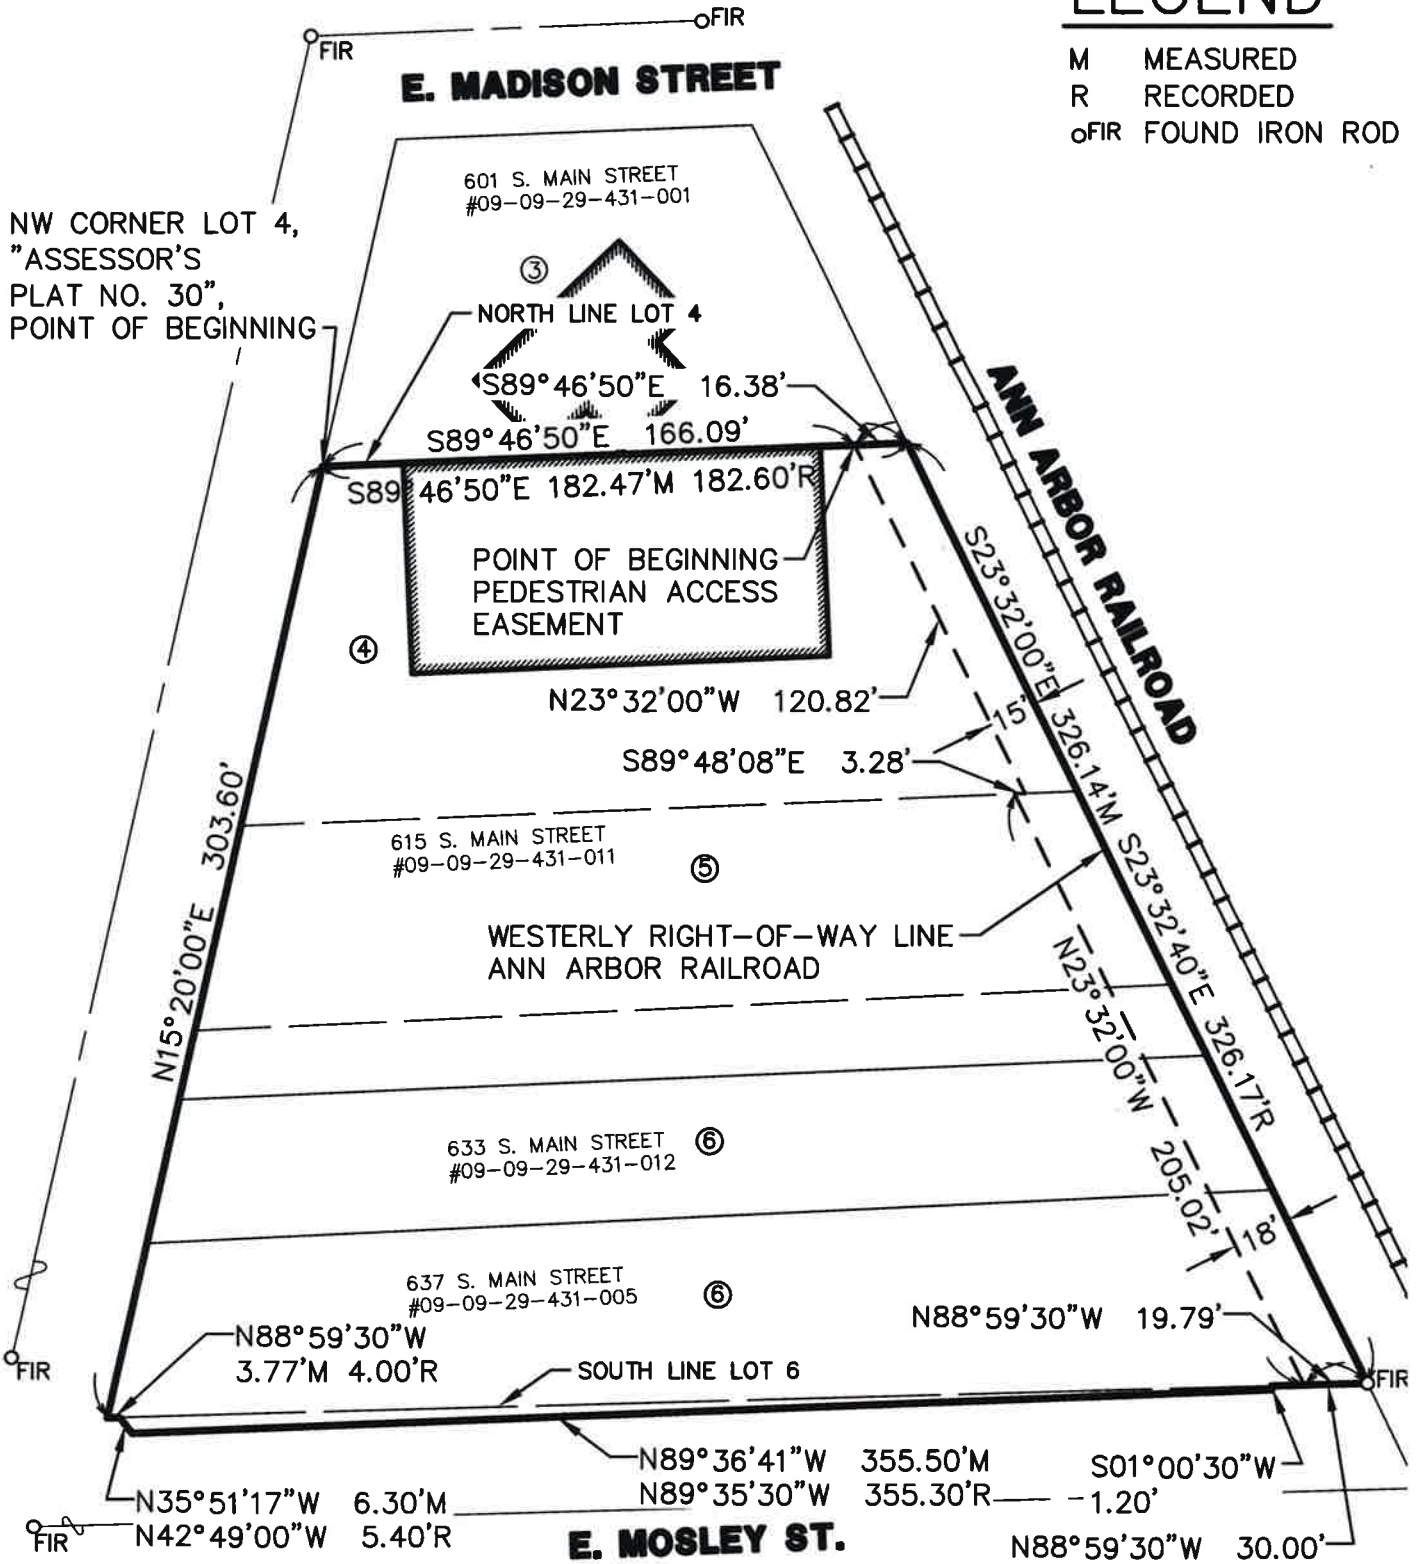 LEGEND
M MEASURED
R RECORDED
oFIR FOUND IRON ROD
FIR
FIR
E. MADISON STREET
601 S. MAIN STREET
#09-09-29-431-001
NW CORNER LOT 4,
"ASSESSOR'S
PLAT NO. 30",
POINT OF BEGINNING
③
NORTH LINE LOT 4
S89°46'50"E 16.38'
S89°46'50"E 166.09'
S89 46'50"E 182.47'M 182.60'R
ANN ARBOR RAILROAD
POINT OF BEGINNING
PEDESTRIAN ACCESS
EASEMENT
④
N23°32'00"W 120.82'
S23°32'00"E 326.14'M S23°32'40"E 326.17'R
15'
S89°48'08"E 3.28'
N15°20'00"E 303.60'
615 S. MAIN STREET
#09-09-29-431-011
⑤
WESTERLY RIGHT-OF-WAY LINE
ANN ARBOR RAILROAD
N23°32'00"W 205.02'
633 S. MAIN STREET
#09-09-29-431-012
⑥
18'
637 S. MAIN STREET
#09-09-29-431-005
⑥
N88°59'30"W 19.79'
N88°59'30"W
3.77'M 4.00'R
SOUTH LINE LOT 6
FIR
FIR
N89°36'41"W 355.50'M
N89°35'30"W 355.30'R
S01°00'30"W
1.20'
N35°51'17"W 6.30'M
N42°49'00"W 5.40'R
FIR
E. MOSLEY ST.
N88°59'30"W 30.00'